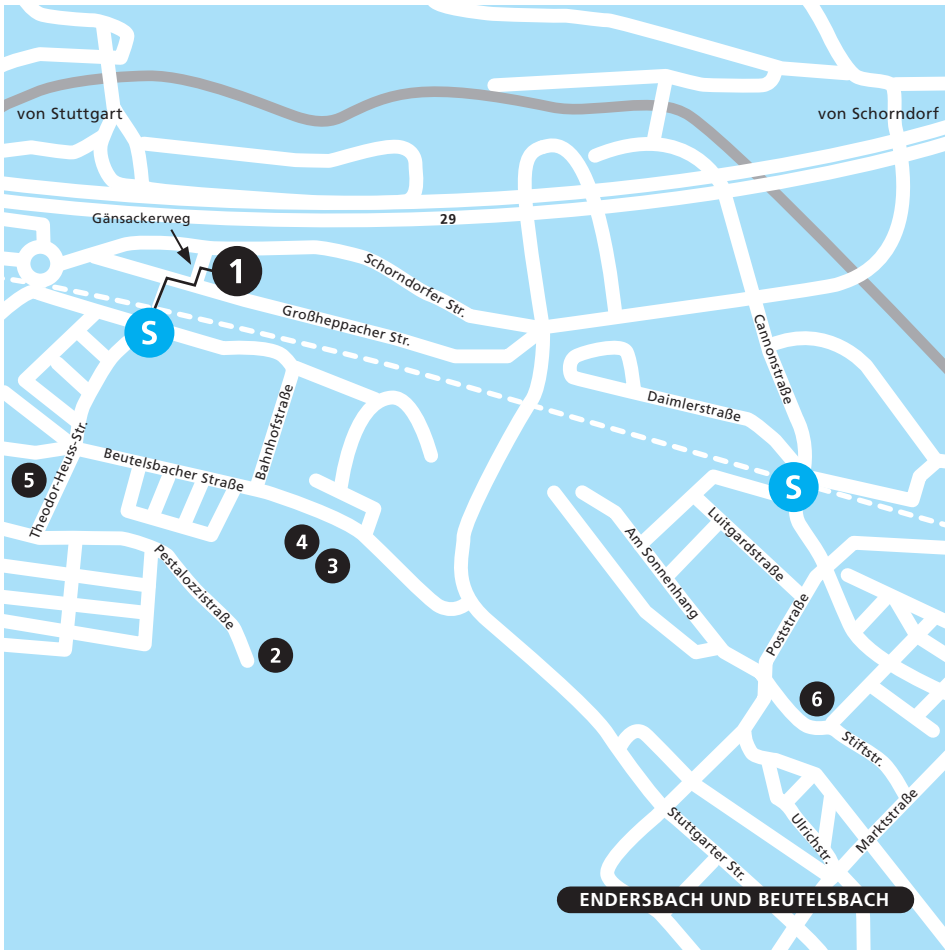 von Stuttgart
von Schorndorf
Gänsackerweg
29
1
Schorndorfer Str.
Großheppacher Str.
S
Cannonstraße
Daimlerstraße
Bahnhofstraße
Theodor-Heuss-Str.
Beutelsbacher Straße
5
S
4
3
Am Sonnenhang
Luitgardstraße
Pestalozzistraße
Poststraße
2
6
Stiftstr.
Marktstraße
Ulrichstr.
Stuttgarter Str.
ENDERSBACH UND BEUTELSBACH